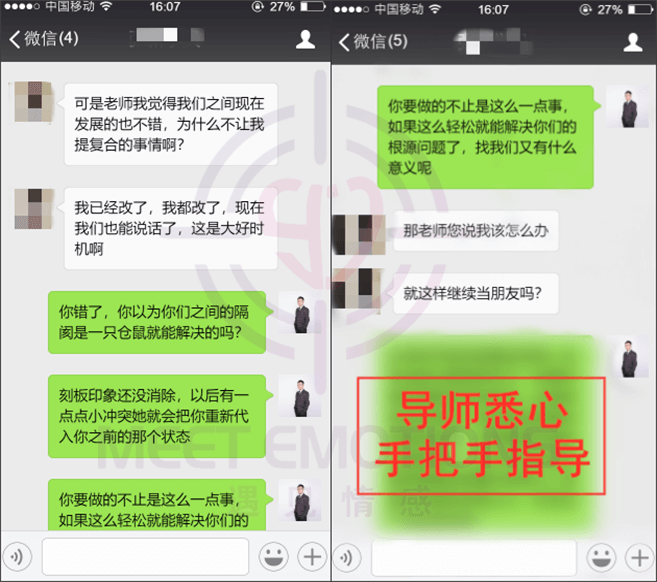 中国移动
16:07
27%
微信(4)
可是老师我觉得我们之间现在
发展的也不错，为什么不让我
提复合的事情啊？
我已经改了，我都改了，现在
我们也能说话了，这是大好时
机啊
你错了，你以为你们之间的隔
阂是一只仓鼠就能解决的吗？
刻板印象还没消除，以后有一
点点小冲突她就会把你重新代
入你之前的那个状态
你要做的不止是这么一点事，
如果这么轻松就能解决你们的
中国移动
16:07
27%
微信(5)
你要做的不止是这么一点事，
如果这么轻松就能解决你们的
根源问题了，找我们又有什么
意义呢
那老师您说我该怎么办
就这样继续当朋友吗？
导师悉心
手把手指导
MEET EMOTION
遇见情感